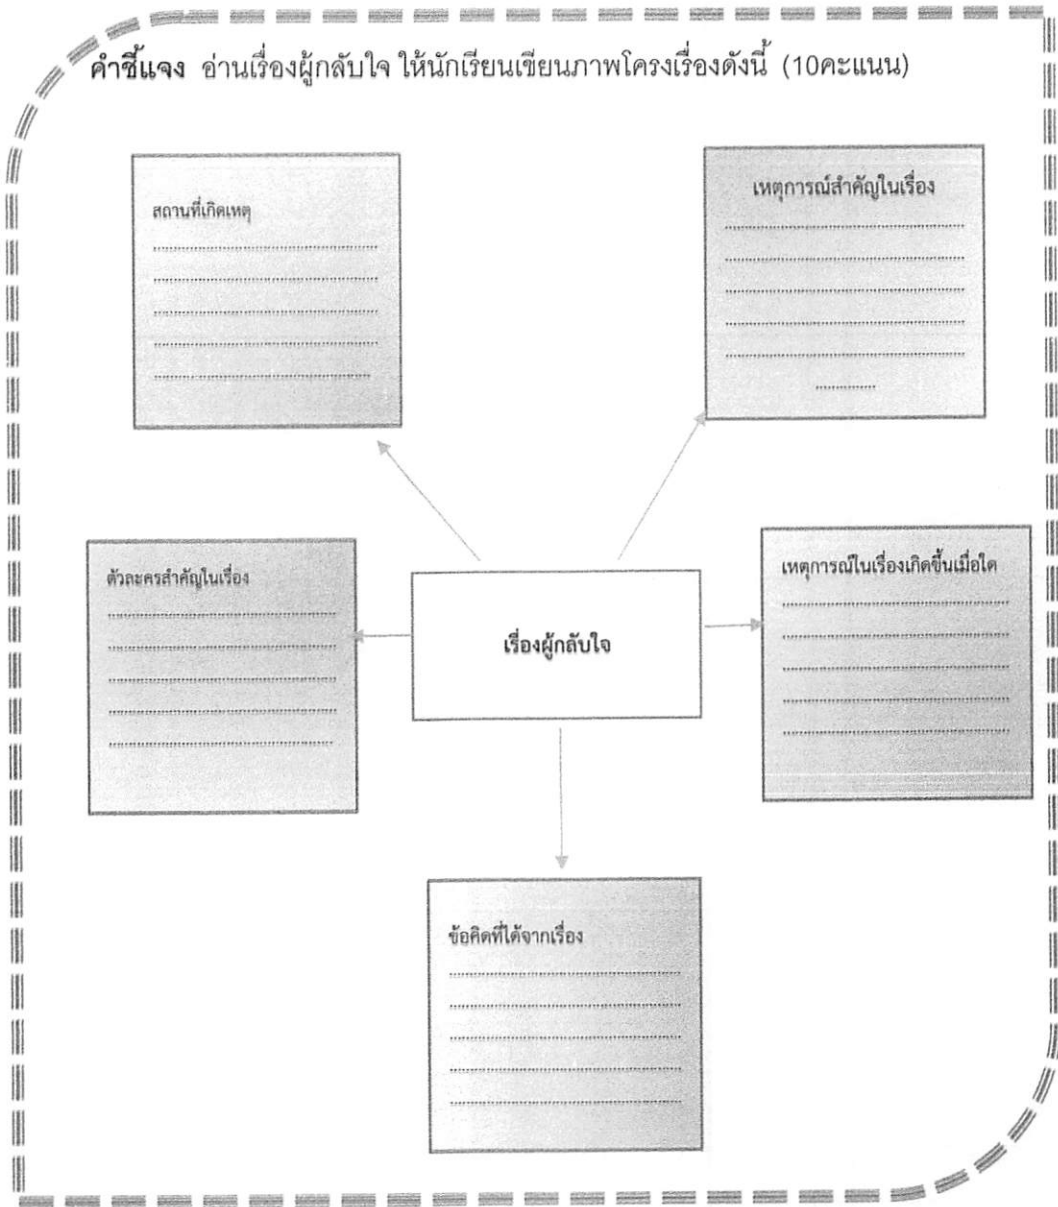 คำชี้แจง อ่านเรื่องผู้กลับใจ ให้นักเรียนเขียนภาพโครงเรื่องดังนี้ (10คะแนน)
สถานที่เกิดเหตุ
เหตุการณ์สำคัญในเรื่อง
ตัวละครสำคัญในเรื่อง
เรื่องผู้กลับใจ
เหตุการณ์ในเรื่องเกิดขึ้นเมื่อใด
ข้อคิดที่ได้จากเรื่อง